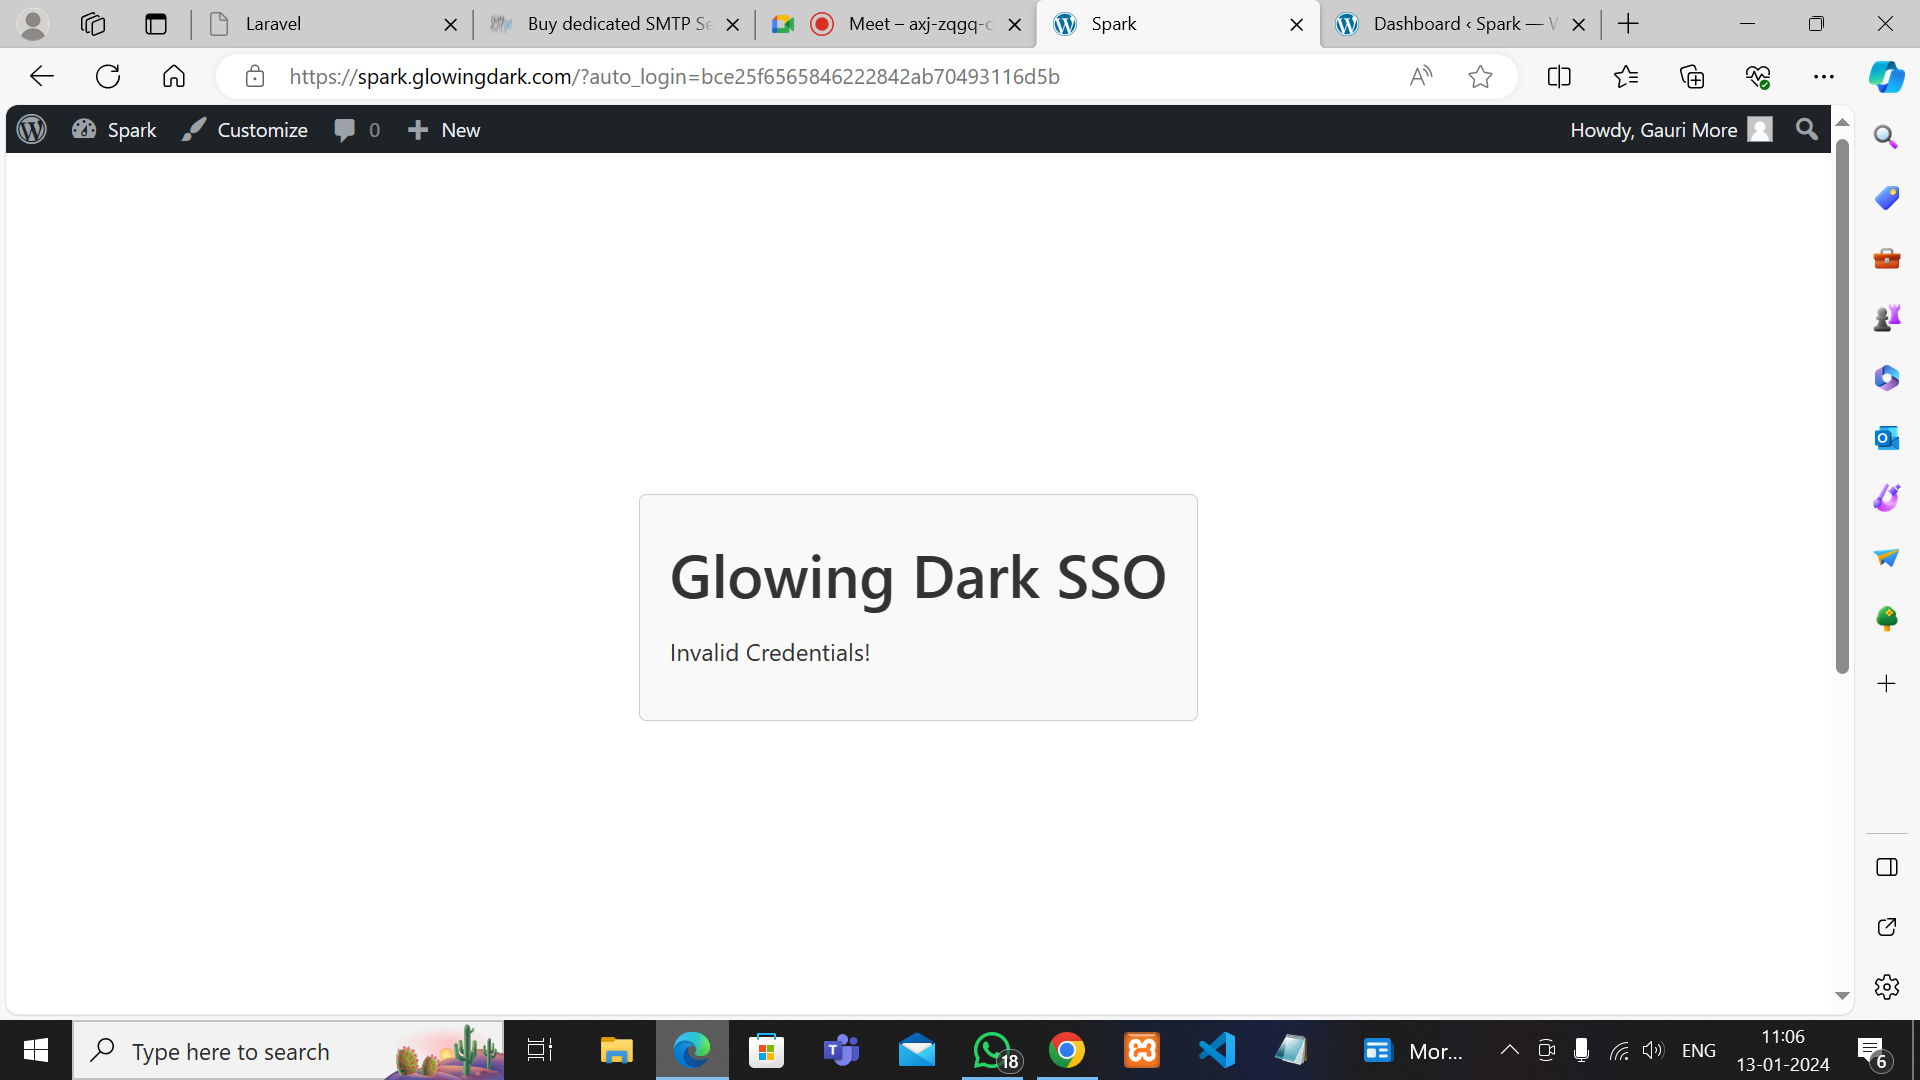 Laravel
Buy dedicated SMTP Se
Meet – axj-zqgq-c
Spark
Dashboard ‹ Spark — W
https://spark.glowingdark.com/?auto_login=bce25f6565846222842ab70493116d5b
Spark
Customize
0
New
Howdy, Gauri More
Glowing Dark SSO
Invalid Credentials!
Type here to search
18
Mor...
ENG
11:06
13-01-2024
6